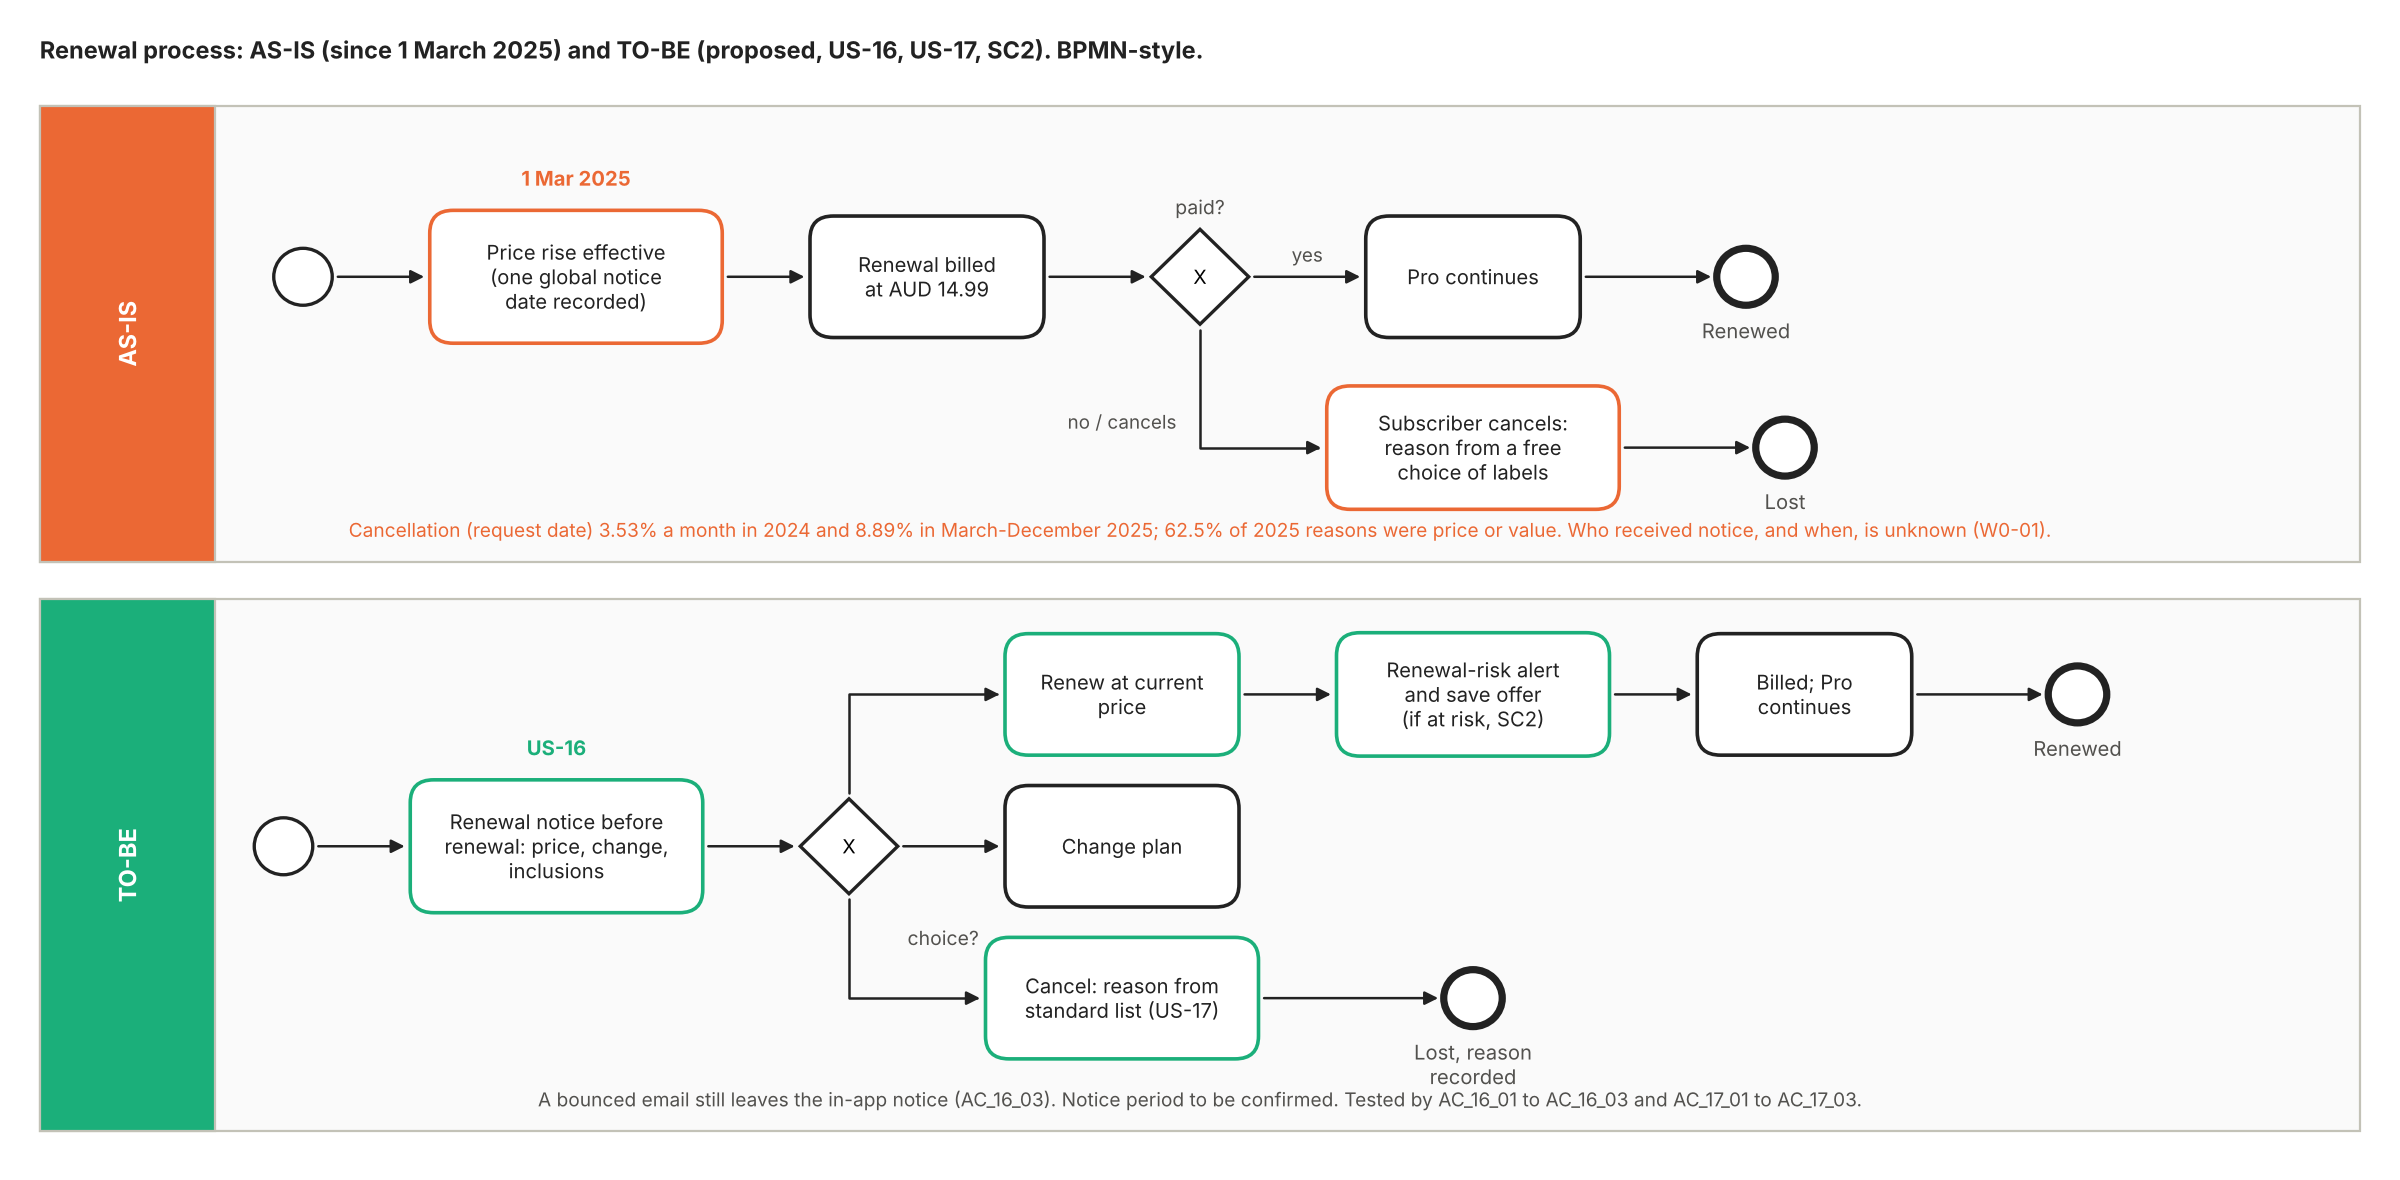 Renewal process: AS-IS (since 1 March 2025) and TO-BE (proposed, US-16, US-17, SC2). BPMN-style.
AS-IS
1 Mar 2025
Price rise effective
(one global notice
date recorded)
Renewal billed
at AUD 14.99
paid?
X
yes
Pro continues
Renewed
no / cancels
Subscriber cancels:
reason from a free
choice of labels
Lost
Cancellation (request date) 3.53% a month in 2024 and 8.89% in March-December 2025; 62.5% of 2025 reasons were price or value. Who received notice, and when, is unknown (W0-01).
TO-BE
US-16
Renewal notice before
renewal: price, change,
inclusions
X
choice?
Renew at current
price
Renewal-risk alert
and save offer
(if at risk, SC2)
Billed; Pro
continues
Renewed
Change plan
Cancel: reason from
standard list (US-17)
Lost, reason
recorded
A bounced email still leaves the in-app notice (AC_16_03). Notice period to be confirmed. Tested by AC_16_01 to AC_16_03 and AC_17_01 to AC_17_03.